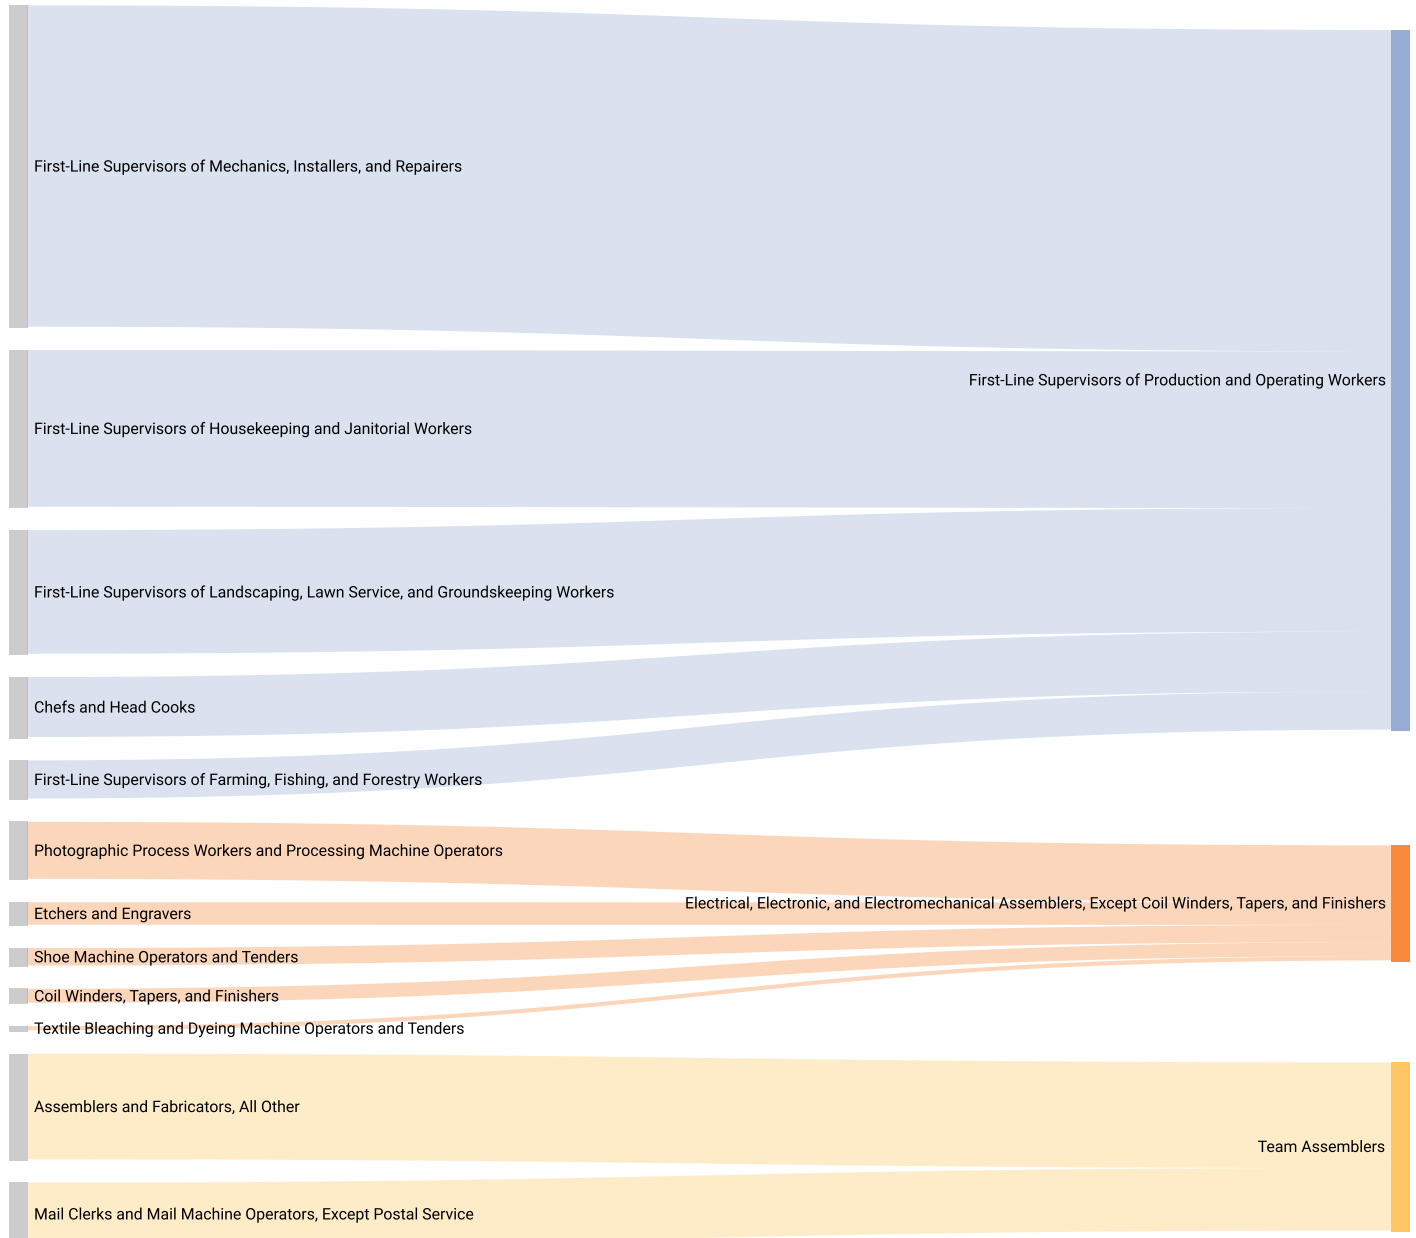 First-Line Supervisors of Mechanics, Installers, and Repairers
First-Line Supervisors of Production and Operating Workers
First-Line Supervisors of Housekeeping and Janitorial Workers
First-Line Supervisors of Landscaping, Lawn Service, and Groundskeeping Workers
Chefs and Head Cooks
First-Line Supervisors of Farming, Fishing, and Forestry Workers
Photographic Process Workers and Processing Machine Operators
Electrical, Electronic, and Electromechanical Assemblers, Except Coil Winders, Tapers, and Finishers
Etchers and Engravers
Shoe Machine Operators and Tenders
Coil Winders, Tapers, and Finishers
Textile Bleaching and Dyeing Machine Operators and Tenders
Assemblers and Fabricators, All Other
Team Assemblers
Mail Clerks and Mail Machine Operators, Except Postal Service